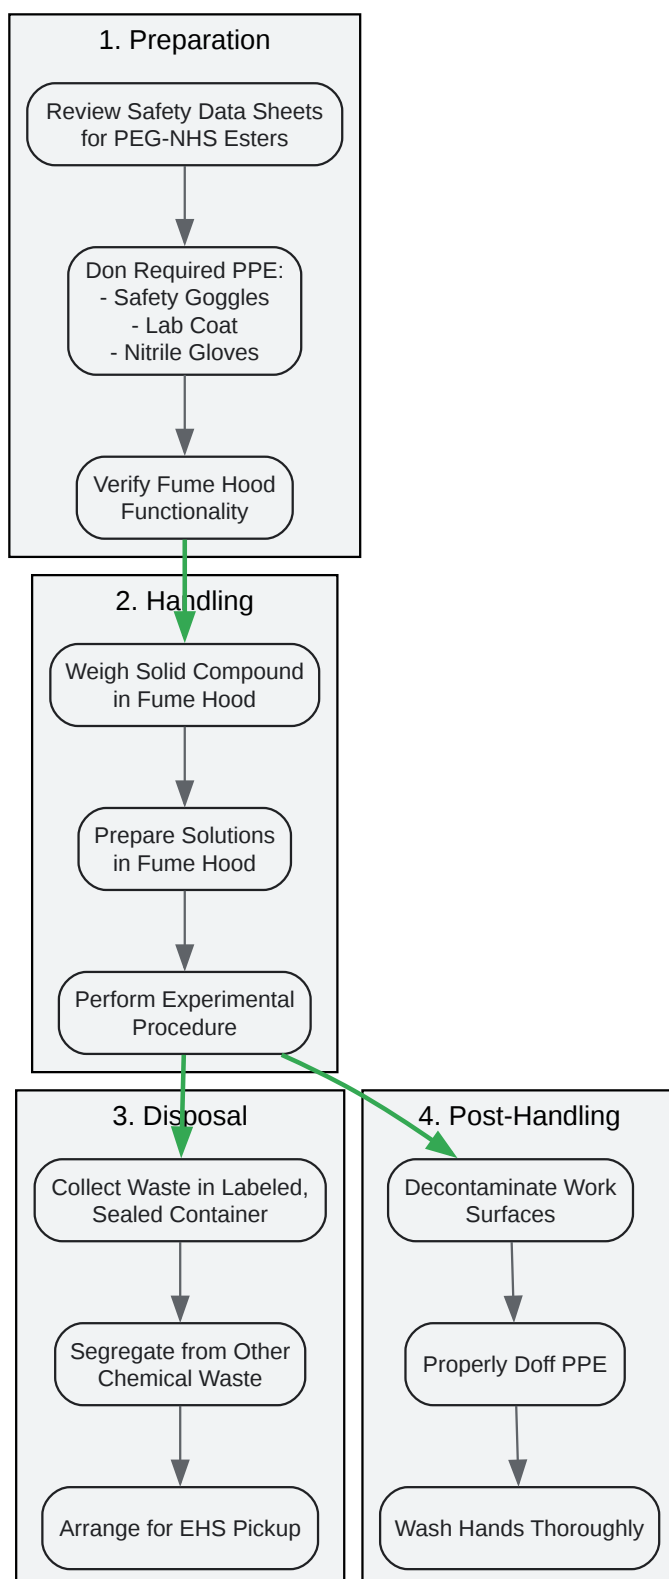 1. Preparation
Review Safety Data Sheets
for PEG-NHS Esters
Don Required PPE:
- Safety Goggles
- Lab Coat
- Nitrile Gloves
Verify Fume Hood
Functionality
2. Handling
Weigh Solid Compound
in Fume Hood
Prepare Solutions
in Fume Hood
Perform Experimental
Procedure
3. Disposal
Collect Waste in Labeled,
Sealed Container
Segregate from Other
Chemical Waste
Arrange for EHS Pickup
4. Post-Handling
Decontaminate Work
Surfaces
Properly Doff PPE
Wash Hands Thoroughly